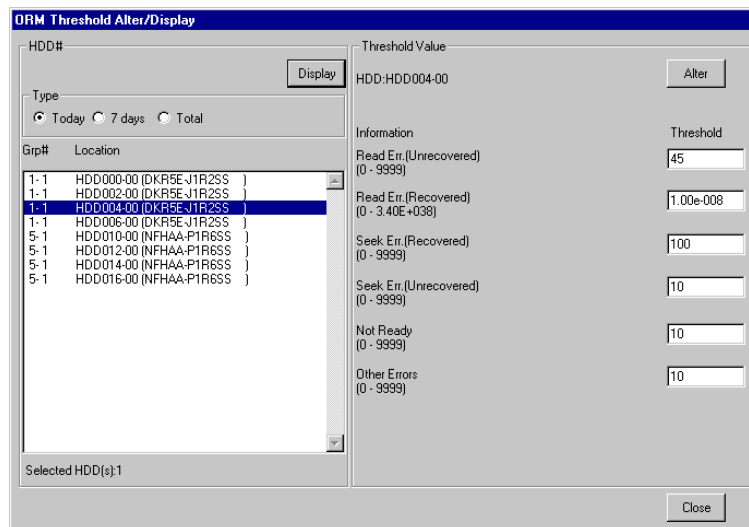 ORM Threshold Alter/Display
HDD#
Display
Type
Today 7 days Total
Grp# Location
1- 1 HDD000-00 (DKR5E-J1R2SS )
1- 1 HDD002-00 (DKR5E-J1R2SS )
1- 1 HDD004-00 (DKR5E-J1R2SS )
1- 1 HDD006-00 (DKR5E-J1R2SS )
5- 1 HDD010-00 (NFHAA-P1R6SS )
5- 1 HDD012-00 (NFHAA-P1R6SS )
5- 1 HDD014-00 (NFHAA-P1R6SS )
5- 1 HDD016-00 (NFHAA-P1R6SS )
Selected HDD(s):1
Threshold Value
HDD:HDD004-00 Alter
Information Threshold
Read Err.(Unrecovered) 45
(0 - 9999)
Read Err.(Recovered) 1.00e-008
(0 - 3.40E+038)
Seek Err.(Recovered) 100
(0 - 9999)
Seek Err.(Unrecovered) 10
(0 - 9999)
Not Ready 10
(0 - 9999)
Other Errors 10
(0 - 9999)
Close